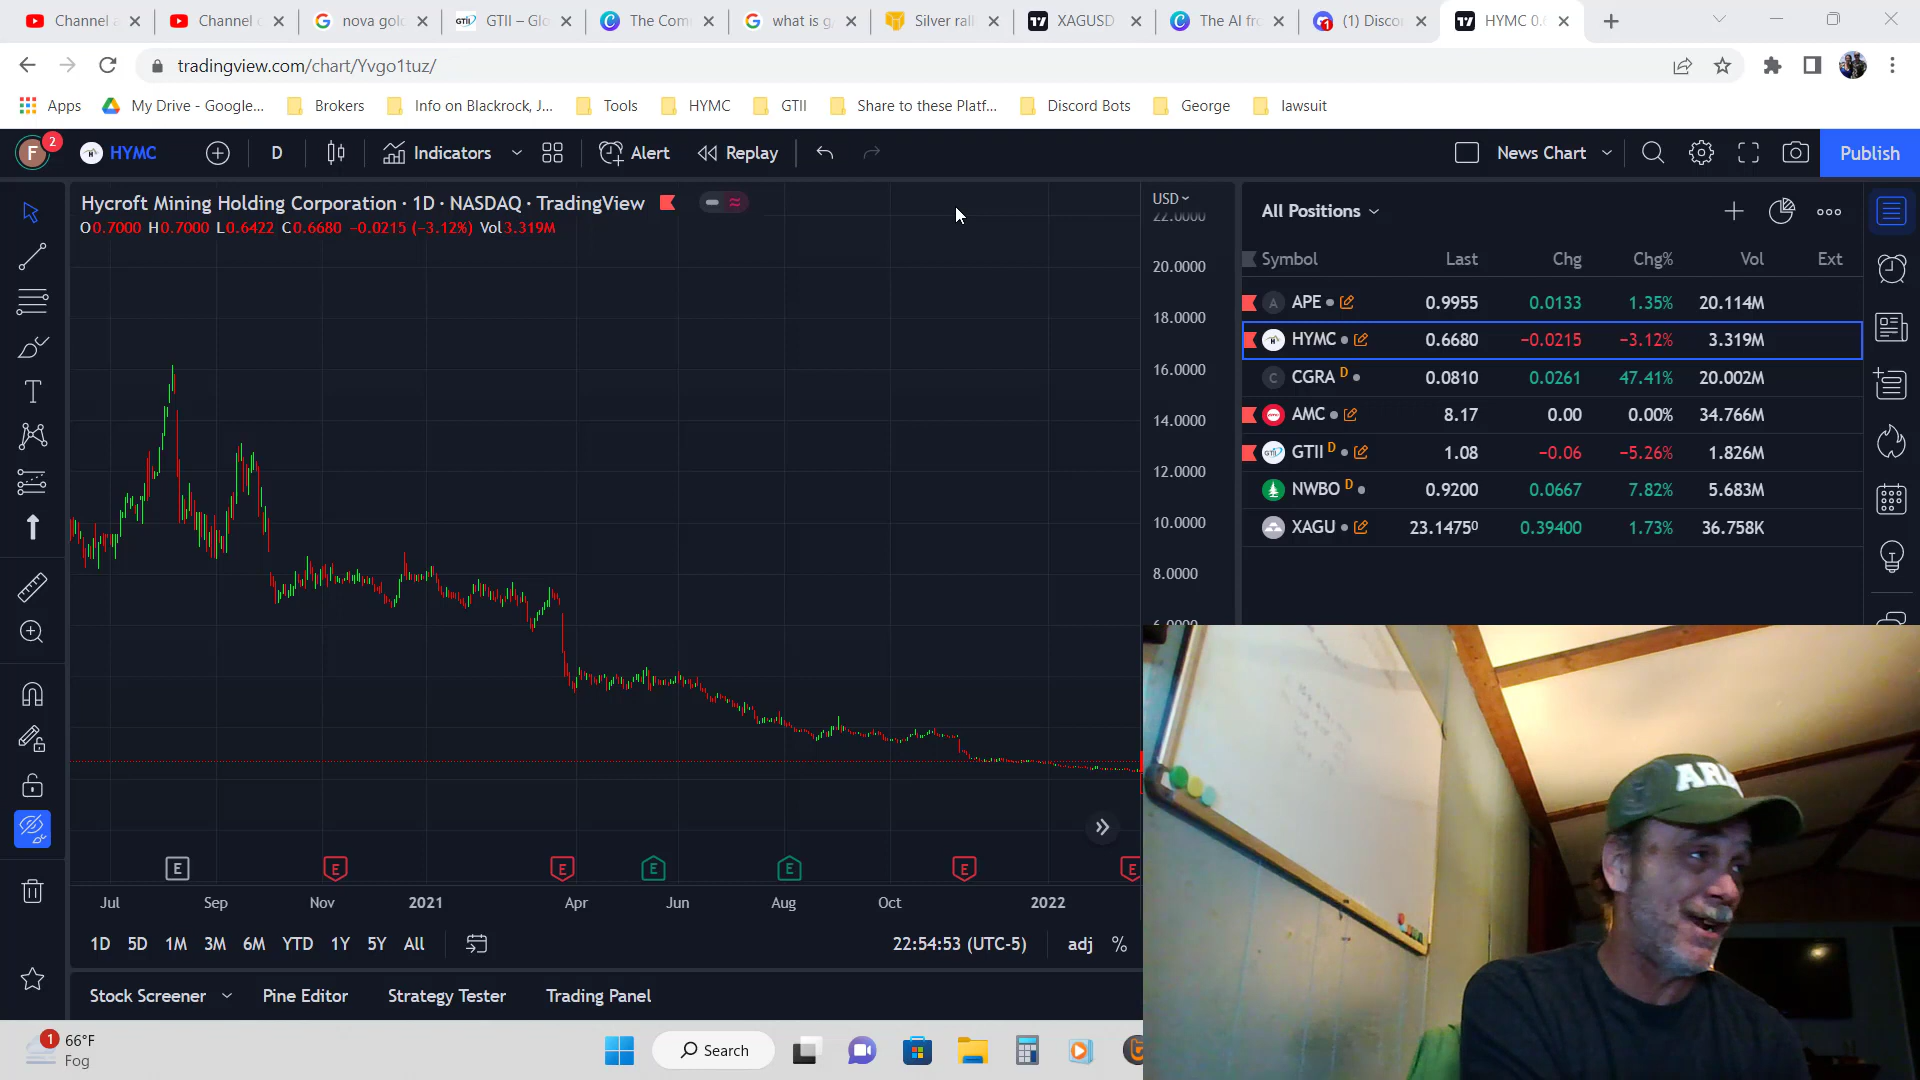 Channel a
Channel c
nova gol
GTII – Glo
The Com
what is g
Silver rall
XAGUSD
The AI fro
(1) Disco
HYMC 0.6
tradingview.com/chart/Yvgo1tuz/
Apps
My Drive - Google...
Brokers
Info on Blackrock, J...
Tools
HYMC
GTII
Share to these Platf...
Discord Bots
George
lawsuit
F 2
HYMC
D
Indicators
Alert
Replay
News Chart
Publish
Hycroft Mining Holding Corporation · 1D · NASDAQ · TradingView
O0.7000 H0.7000 L0.6422 C0.6680 −0.0215 (−3.12%) Vol3.319M
USD
22.0000
20.0000
18.0000
16.0000
14.0000
12.0000
10.0000
8.0000
6.0000
All Positions
Symbol Last Chg Chg% Vol Ext
A APE 0.9955 0.0133 1.35% 20.114M
HYMC 0.6680 −0.0215 −3.12% 3.319M
C CGRA D 0.0810 0.0261 47.41% 20.002M
AMC 8.17 0.00 0.00% 34.766M
GTII D 1.08 −0.06 −5.26% 1.826M
NWBO D 0.9200 0.0667 7.82% 5.683M
XAGU 23.1475⁰ 0.39400 1.73% 36.758K
E E E E E E E
Jul Sep Nov 2021 Apr Jun Aug Oct 2022
1D 5D 1M 3M 6M YTD 1Y 5Y All
22:54:53 (UTC-5) adj %
Stock Screener Pine Editor Strategy Tester Trading Panel
1 66°F
Fog
Search